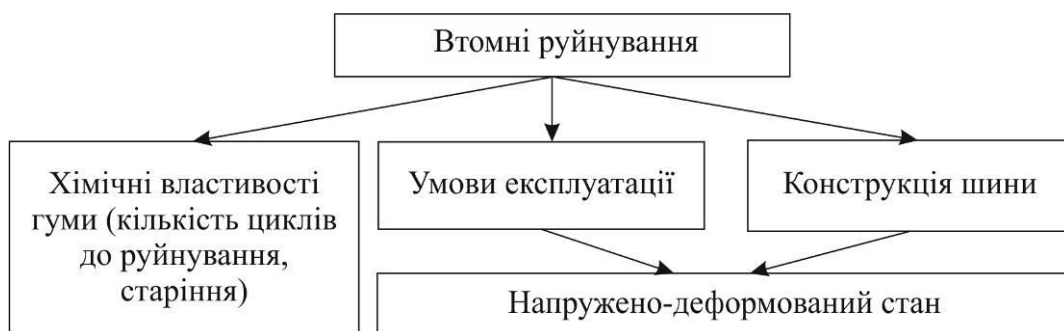 Втомні руйнування
Хімічні властивості
гуми (кількість циклів
до руйнування,
старіння)
Умови експлуатації
Конструкція шини
Напружено-деформований стан